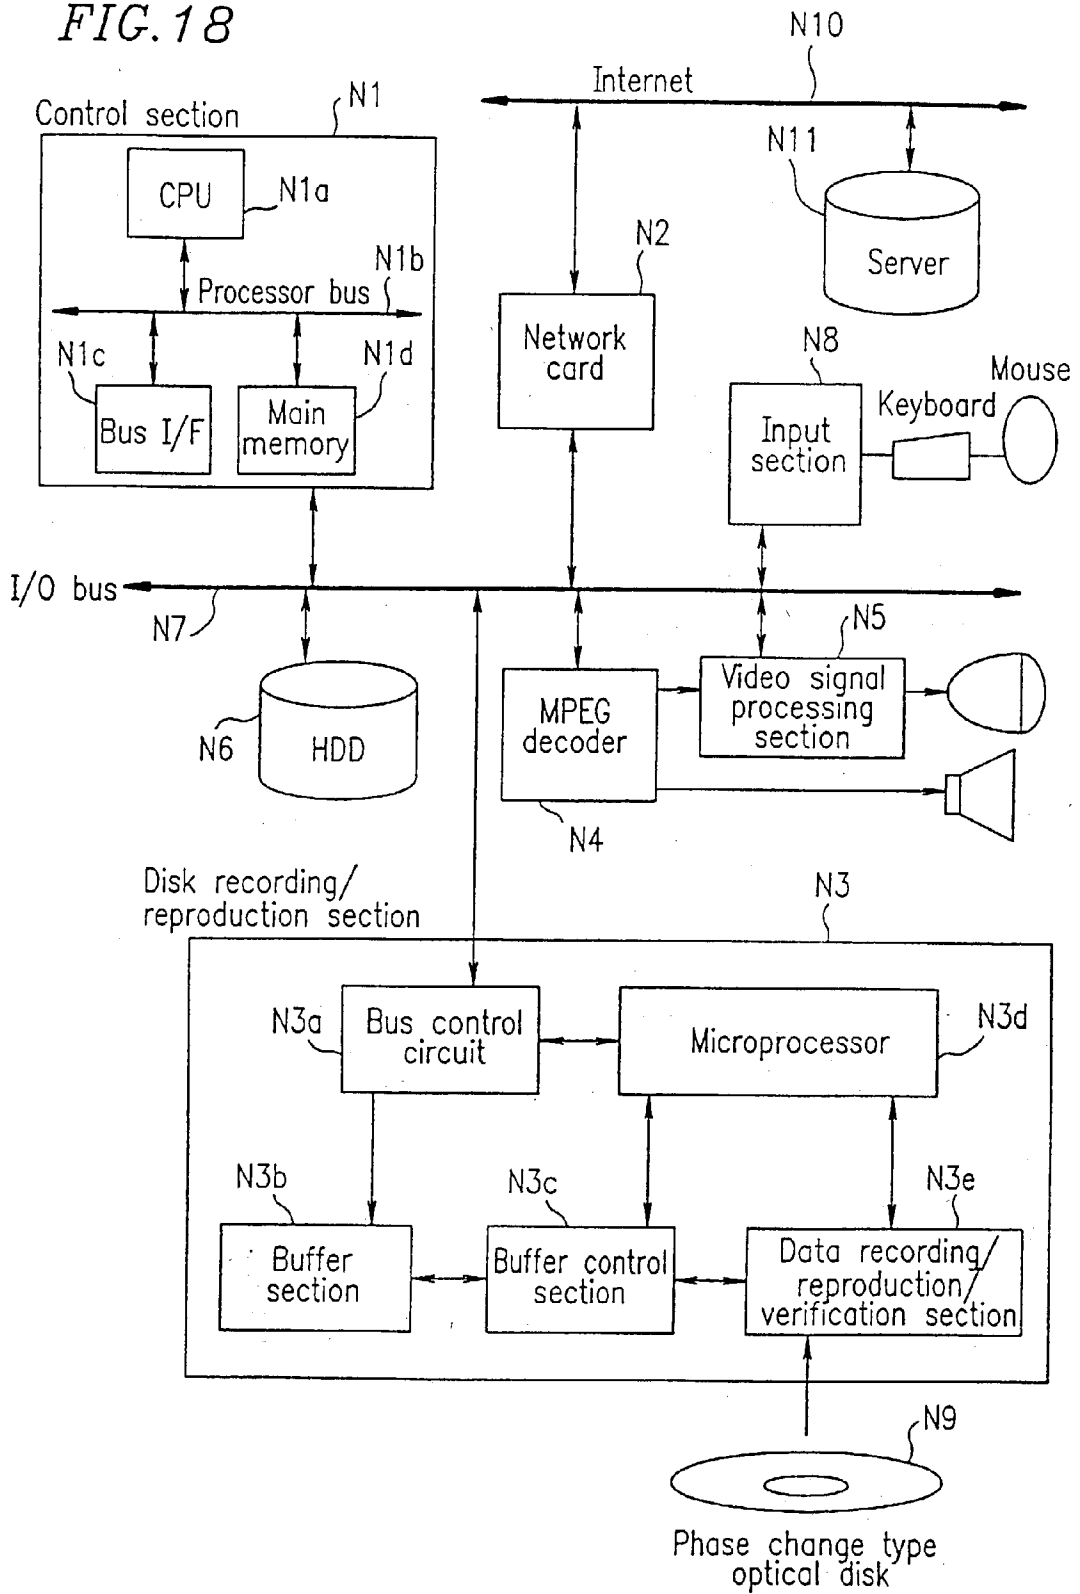 FIG.18
N10
Internet
Control section
N1
N11
CPU
N1a
Server
N2
N1b
Processor bus
Network
card
N8
Mouse
N1c
N1d
Keyboard
Bus I/F
Main
memory
Input
section
I/O bus
N7
N5
Video signal
processing
section
MPEG
decoder
N6
HDD
N4
Disk recording/
reproduction section
N3
N3a
Bus control
circuit
Microprocessor
N3d
N3b
N3c
N3e
Buffer
section
Buffer control
section
Data recording/
reproduction/
verification section
N9
Phase change type
optical disk